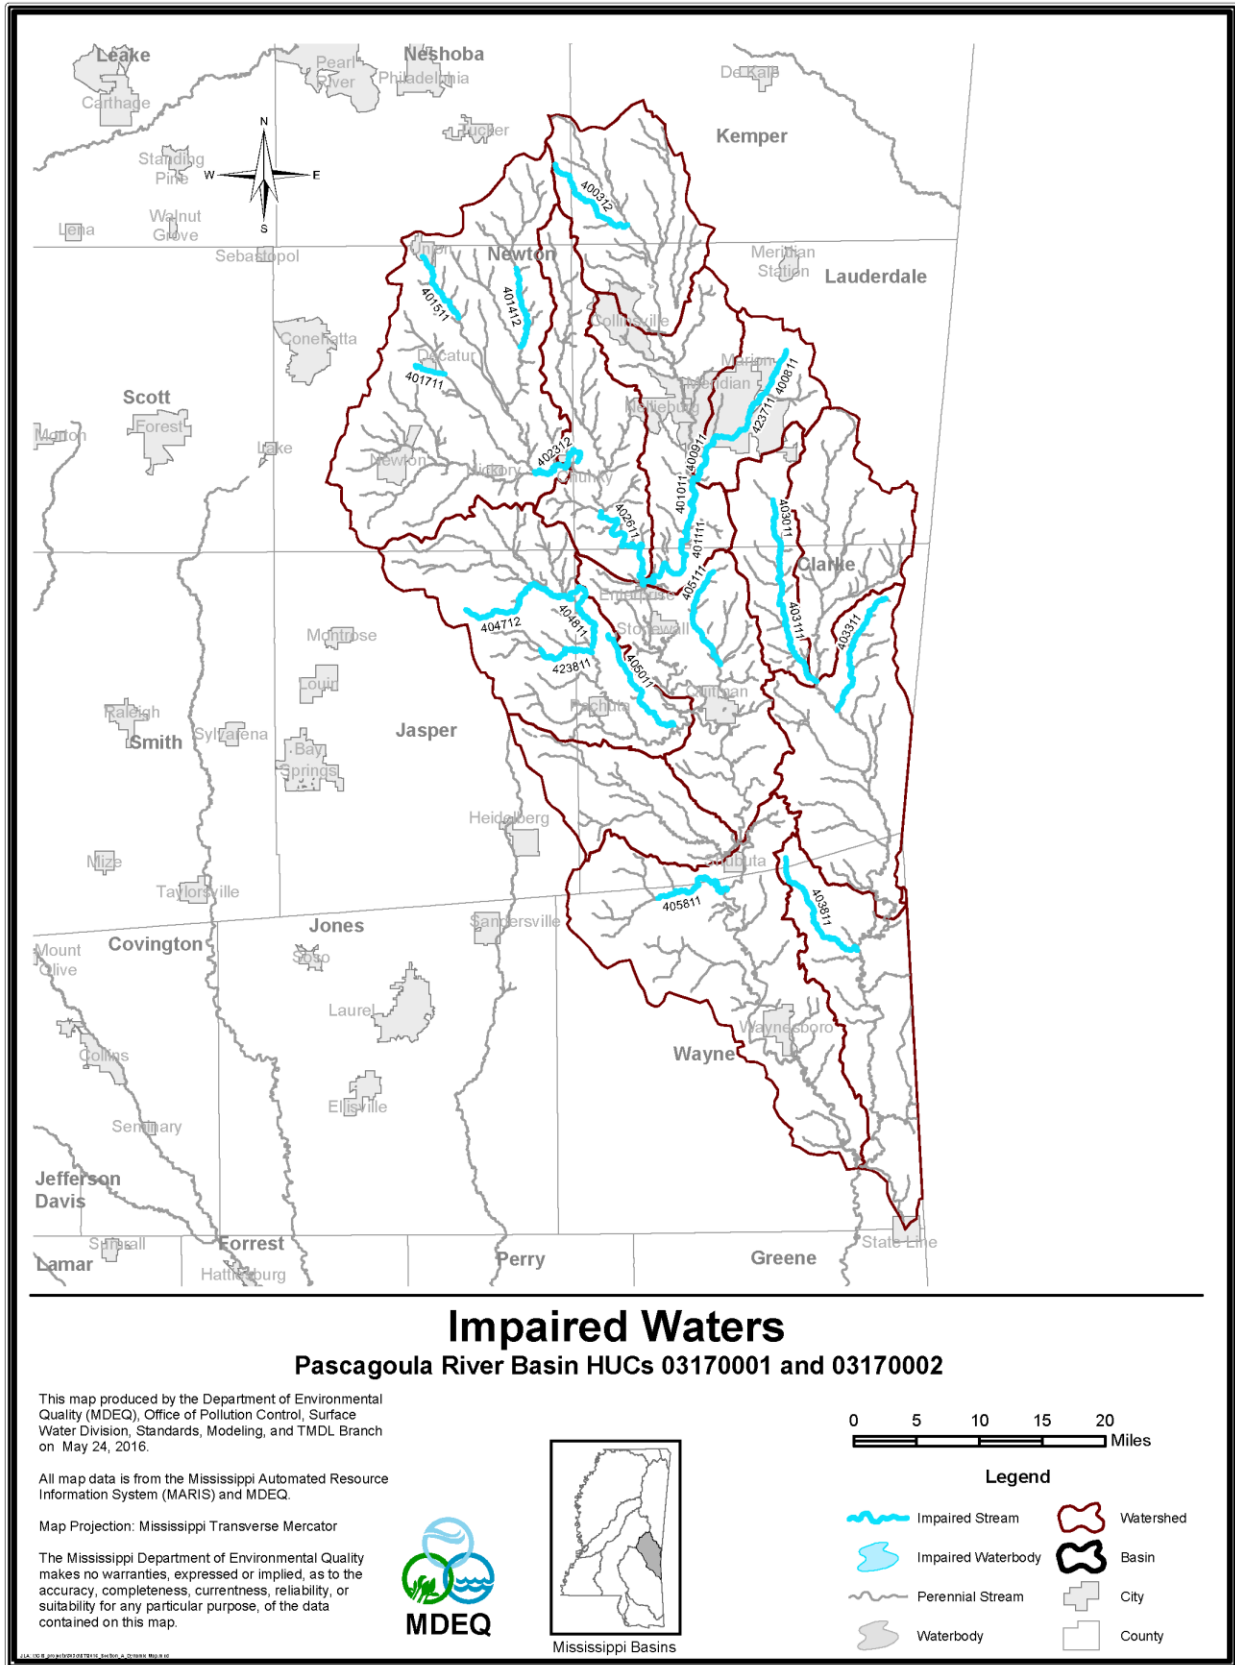 Leake
Neshoba
Pearl
River
Philadelphia
De Kalb
Carthage
Tucker
Kemper
N
W
E
S
Standing
Pine
400312
Walnut
Grove
Lena
Sebastopol
Union
Newton
Meridian
Station
Lauderdale
401511
401412
Collinsville
Conehatta
Decatur
401711
Marion
Meridian
400811
Nellieburg
423711
Scott
Forest
Morton
Lake
Newton
Hickory
402312
Chunky
400911
401011
402611
403011
401111
Clarke
405111
Enterprise
404712
404811
Stonewall
403111
403311
Montrose
423811
405011
Louin
Quitman
Pachuta
Raleigh
Smith
Sylvarena
Jasper
Bay
Springs
Heidelberg
Mize
Shubuta
Taylorsville
405811
403811
Sandersville
Jones
Covington
Mount
Olive
Soso
Laurel
Waynesboro
Wayne
Collins
Ellisville
Seminary
Jefferson
Davis
Sumrall
Forrest
Lamar
Hattiesburg
Perry
Greene
State Line
Impaired Waters
Pascagoula River Basin HUCs 03170001 and 03170002
This map produced by the Department of Environmental
Quality (MDEQ), Office of Pollution Control, Surface
Water Division, Standards, Modeling, and TMDL Branch
on May 24, 2016.
All map data is from the Mississippi Automated Resource
Information System (MARIS) and MDEQ.
Map Projection: Mississippi Transverse Mercator
The Mississippi Department of Environmental Quality
makes no warranties, expressed or implied, as to the
accuracy, completeness, currentness, reliability, or
suitability for any particular purpose, of the data
contained on this map.
MDEQ
Mississippi Basins
0 5 10 15 20
Miles
Legend
Impaired Stream
Watershed
Impaired Waterbody
Basin
Perennial Stream
City
Waterbody
County